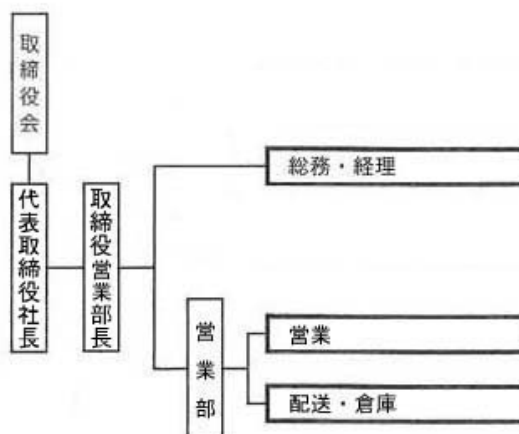 取締役会
代表取締役社長
取締役営業部長
総務・経理
営業部
営業
配送・倉庫